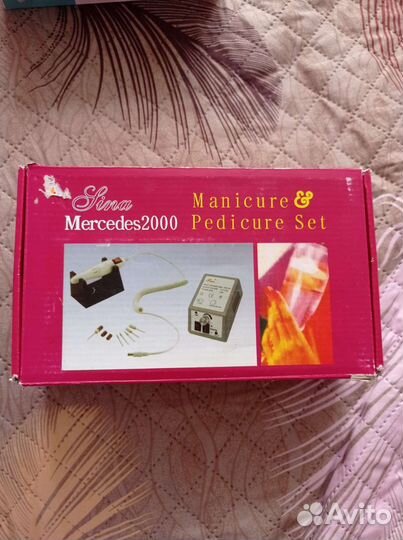 Sina
Mercedes2000
Manicure &
Pedicure Set
Avito